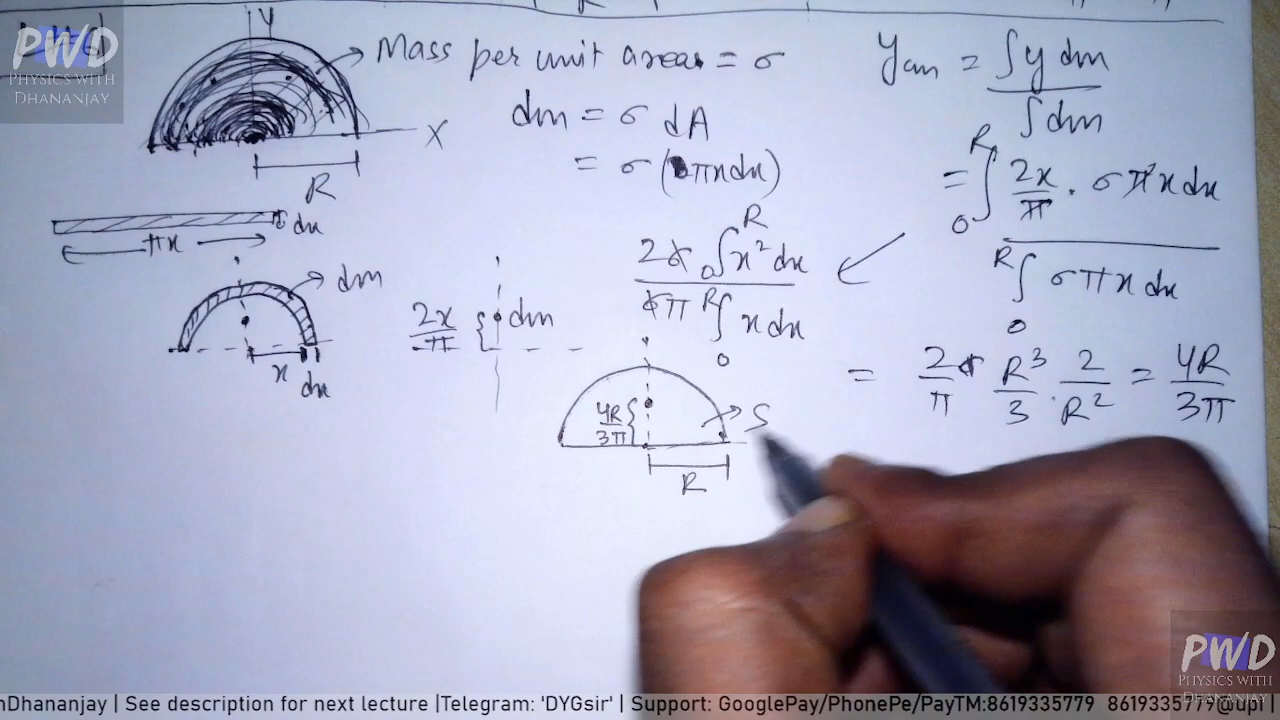 PWD
PHYSICS WITH
DHANANJAY
Y
X
R
Mass per unit area = σ
dm = σ dA
= σ (πxdx)
Ycm = ∫y dm
∫dm
= R
0
∫ 2x/π · σπx dx
R
0
∫ σπx dx
πx
dx
dm
x
dx
2x/π
dm
2σ 0∫R x² dx
σπ R∫0 x dx
= 2/π R³/3 · 2/R² = 4R/3π
4R/3π
S
R
PWD
PHYSICS WITH
DHANANJAY
nDhananjay | See description for next lecture |Telegram: 'DYGsir' | Support: GooglePay/PhonePe/PayTM:8619335779 8619335779@upi |